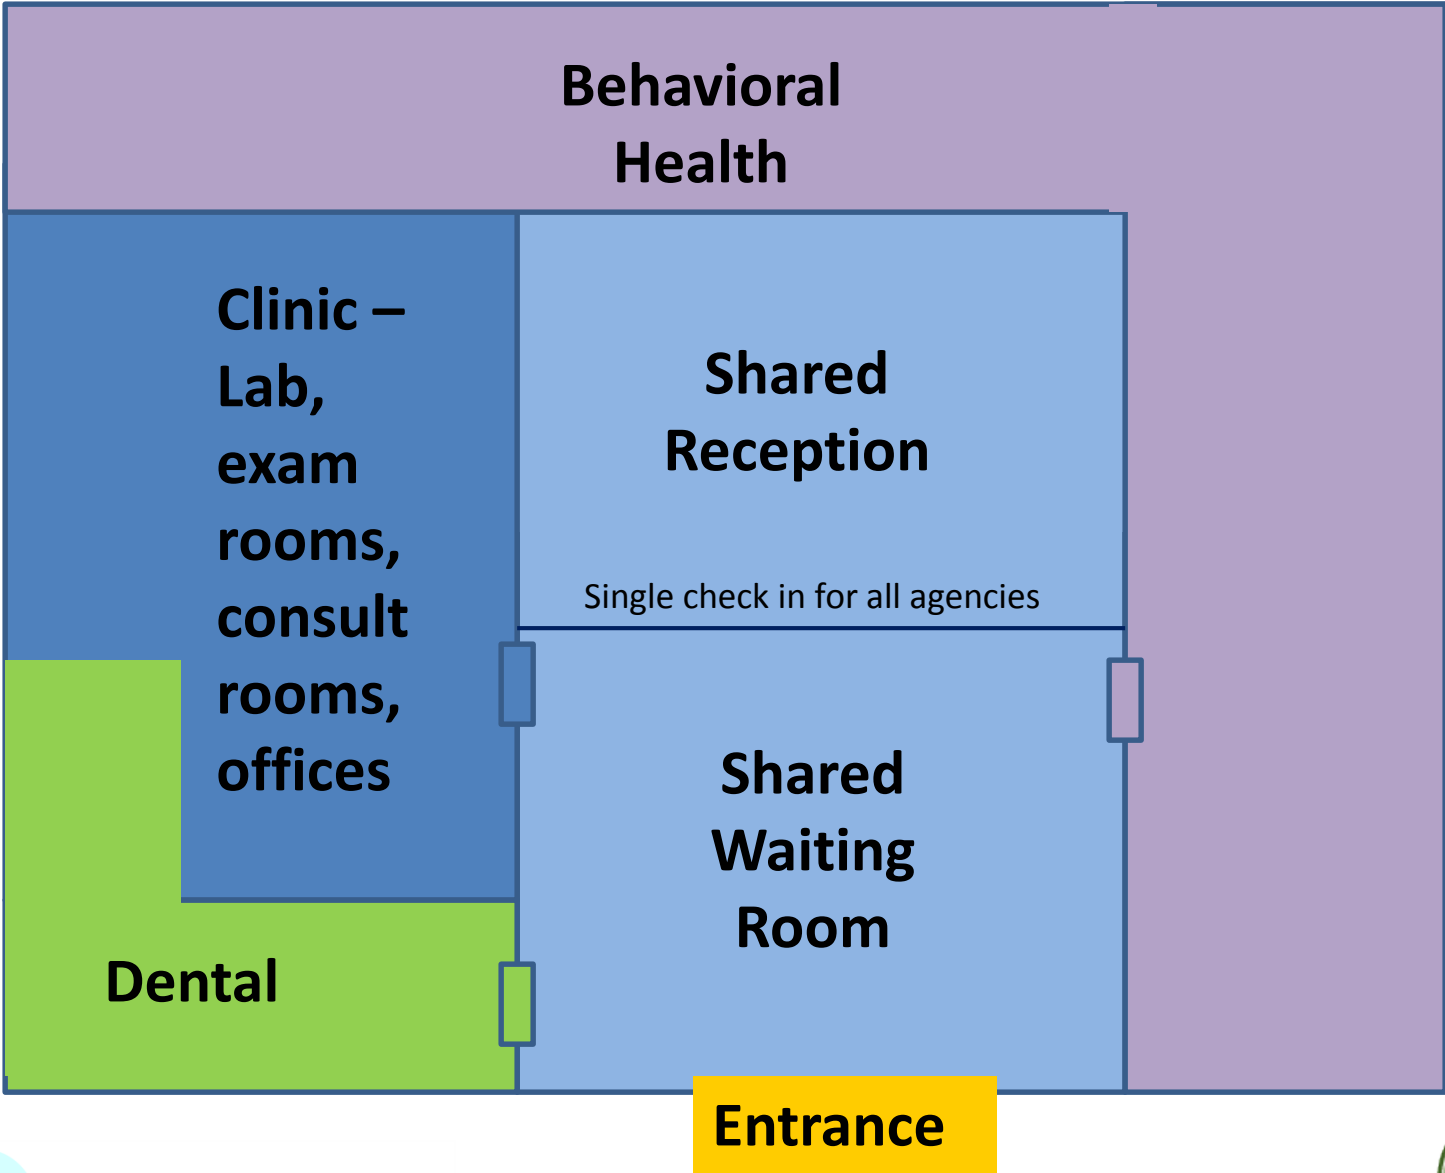 Behavioral
Health
Clinic –
Lab,
exam
rooms,
consult
rooms,
offices
Shared
Reception
Single check in for all agencies
Shared
Waiting
Room
Dental
Entrance